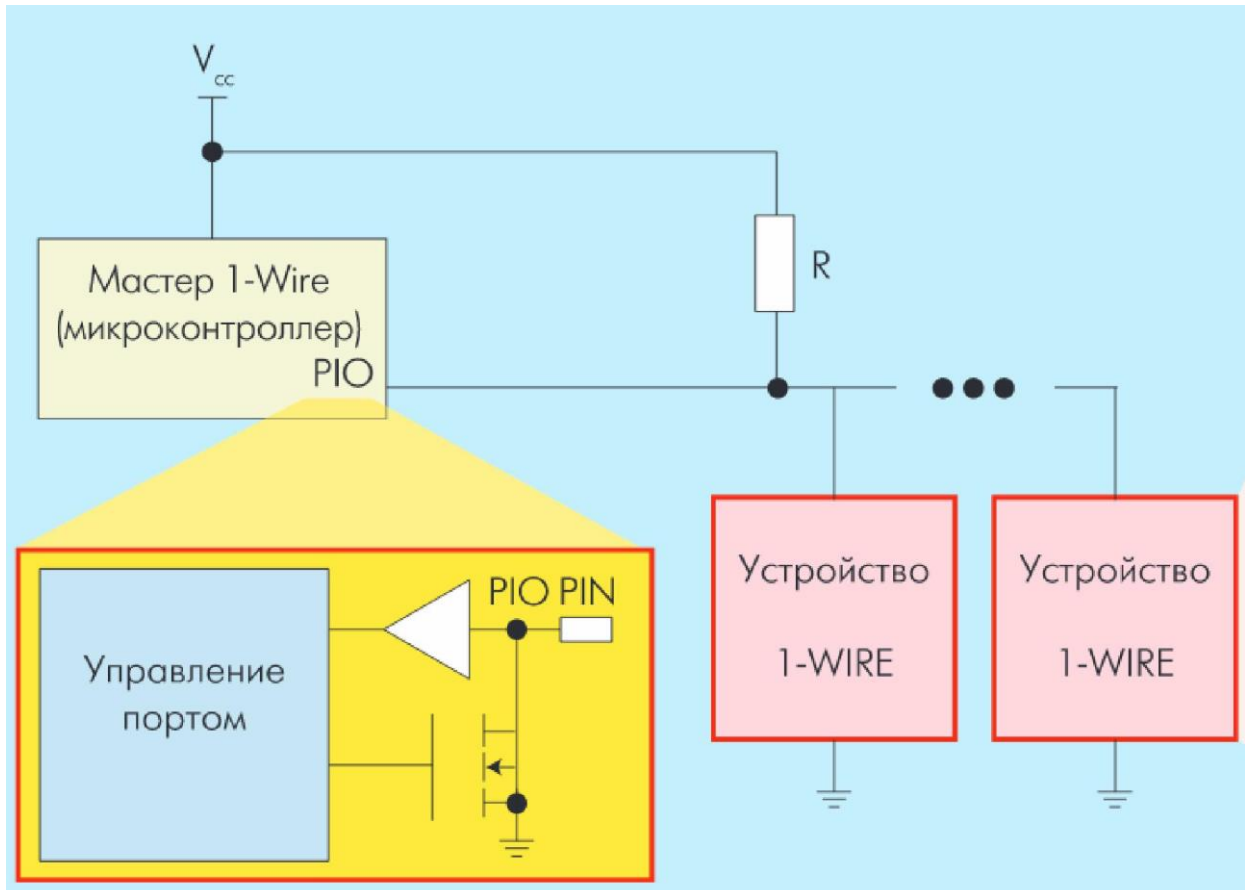 Vcc
Мастер 1-Wire
(микроконтроллер)
PIO
R
PIO PIN
Управление
портом
Устройство
1-WIRE
Устройство
1-WIRE